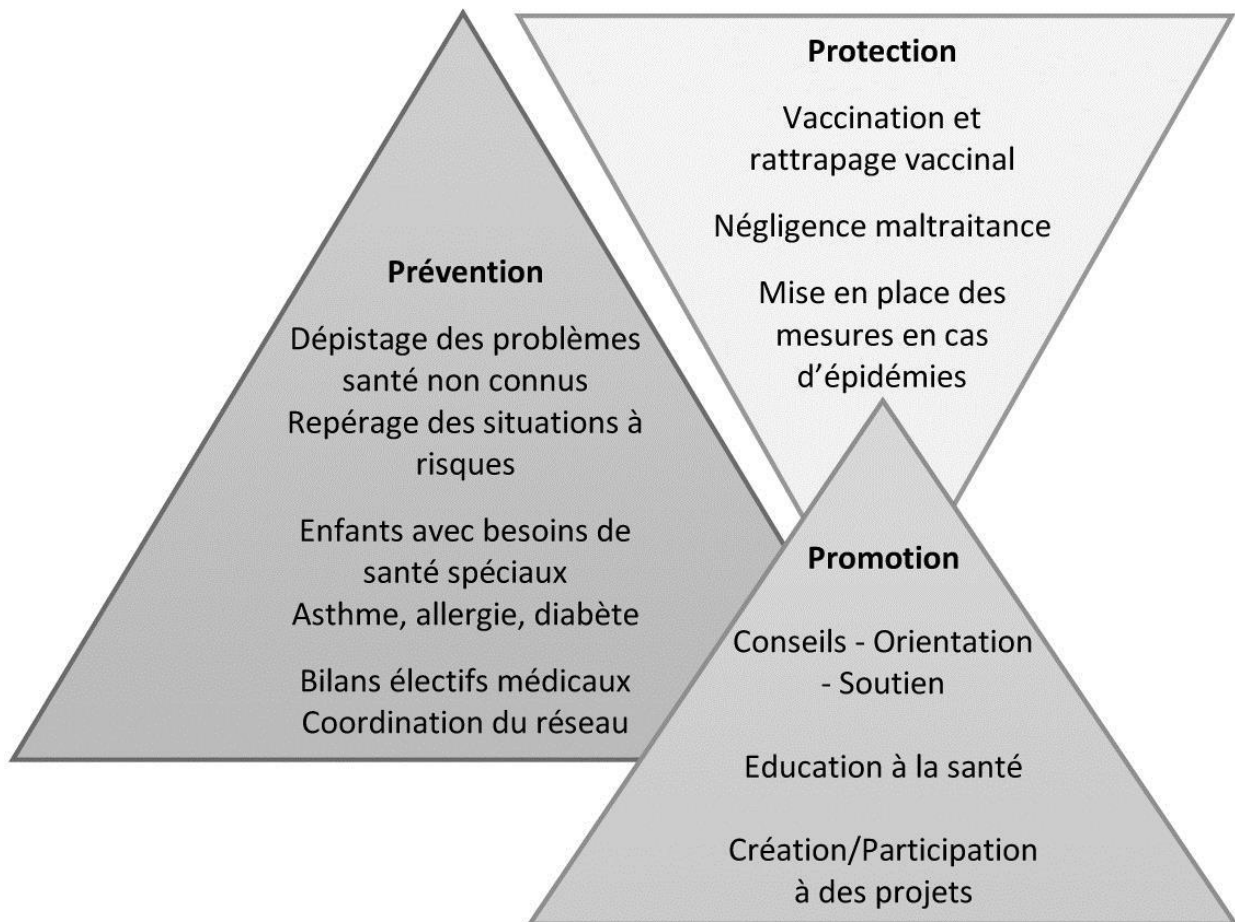 Protection
Vaccination et
rattrapage vaccinal
Négligence maltraitance
Mise en place des
mesures en cas
d’épidémies
Prévention
Dépistage des problèmes
santé non connus
Repérage des situations à
risques
Enfants avec besoins de
santé spéciaux
Asthme, allergie, diabète
Bilans électifs médicaux
Coordination du réseau
Promotion
Conseils - Orientation
- Soutien
Education à la santé
Création/Participation
à des projets